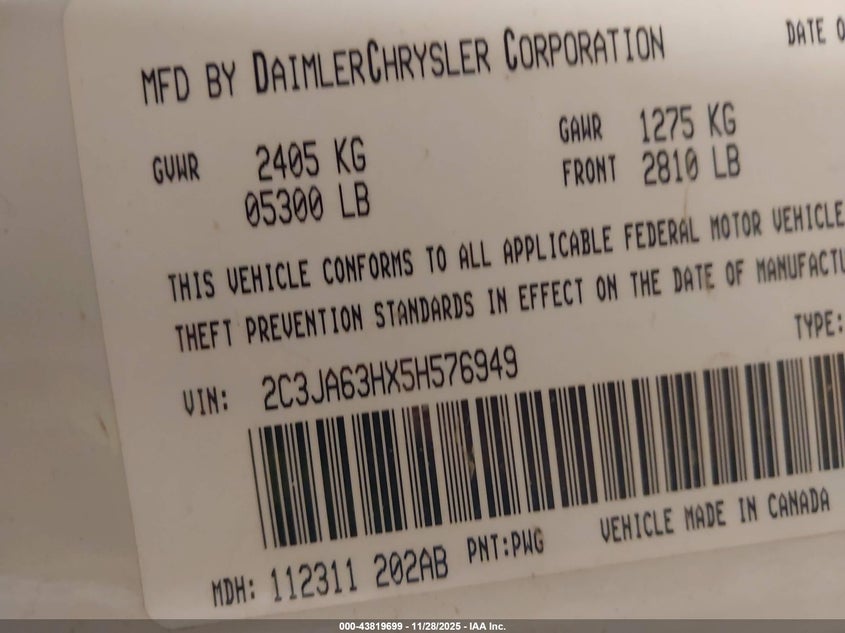 MFD BY DAIMLERCHRYSLER CORPORATION DATE O
GVWR 2405 KG GAWR 1275 KG
05300 LB FRONT 2810 LB
THIS VEHICLE CONFORMS TO ALL APPLICABLE FEDERAL MOTOR VEHICLE
THEFT PREVENTION STANDARDS IN EFFECT ON THE DATE OF MANUFACTU
VIN: 2C3JA63HX5H576949 TYPE:
MDH: 112311 202AB PNT:PWG VEHICLE MADE IN CANADA
000-43819699 - 11/28/2025 - IAA Inc.